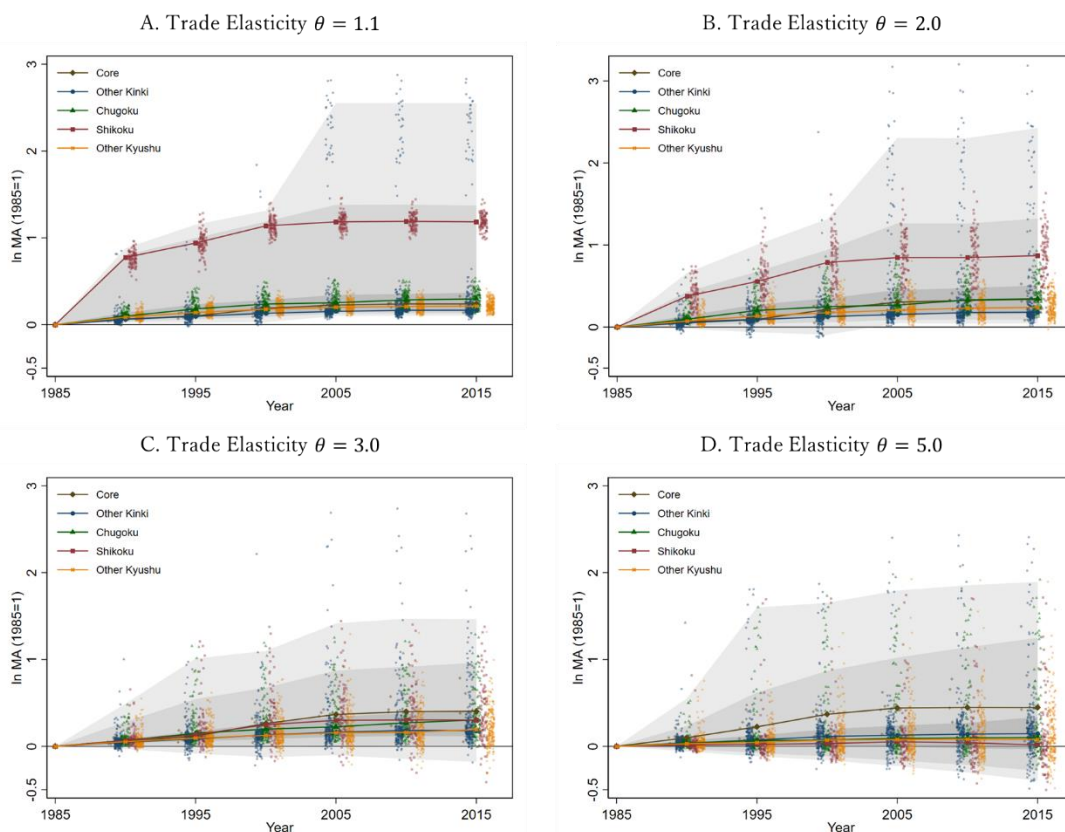 A. Trade Elasticity θ = 1.1
3
Core
Other Kinki
Chugoku
Shikoku
Other Kyushu
2
1
0
-0.5
ln MA (1985=1)
1985
1995
2005
2015
Year
B. Trade Elasticity θ = 2.0
3
Core
Other Kinki
Chugoku
Shikoku
Other Kyushu
2
1
0
-0.5
ln MA (1985=1)
1985
1995
2005
2015
Year
C. Trade Elasticity θ = 3.0
3
Core
Other Kinki
Chugoku
Shikoku
Other Kyushu
2
1
0
-0.5
ln MA (1985=1)
1985
1995
2005
2015
Year
D. Trade Elasticity θ = 5.0
3
Core
Other Kinki
Chugoku
Shikoku
Other Kyushu
2
1
0
-0.5
ln MA (1985=1)
1985
1995
2005
2015
Year